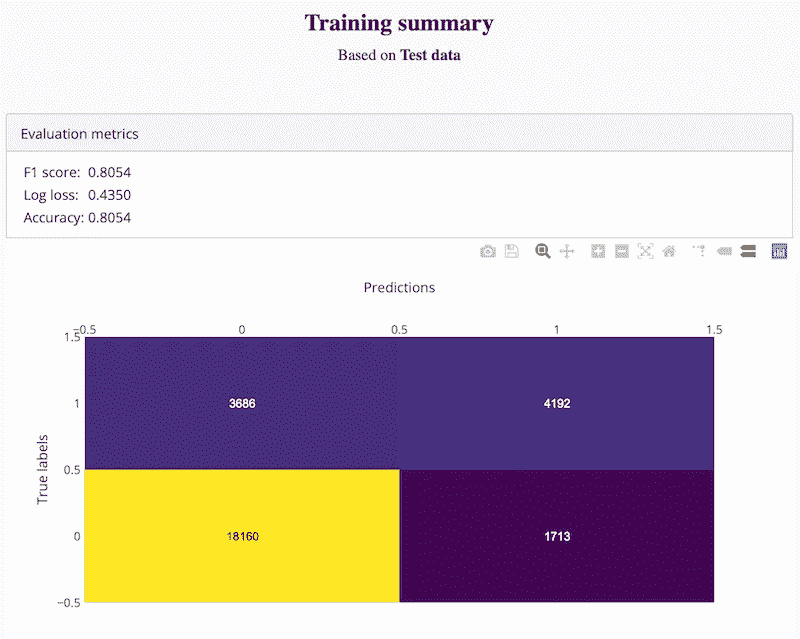 Training summary
Based on Test data
Evaluation metrics
F1 score: 0.8054
Log loss: 0.4350
Accuracy: 0.8054
Predictions
−0.5 0 0.5 1 1.5
1.5
1 3686 4192
True labels
0.5
0 18160 1713
−0.5